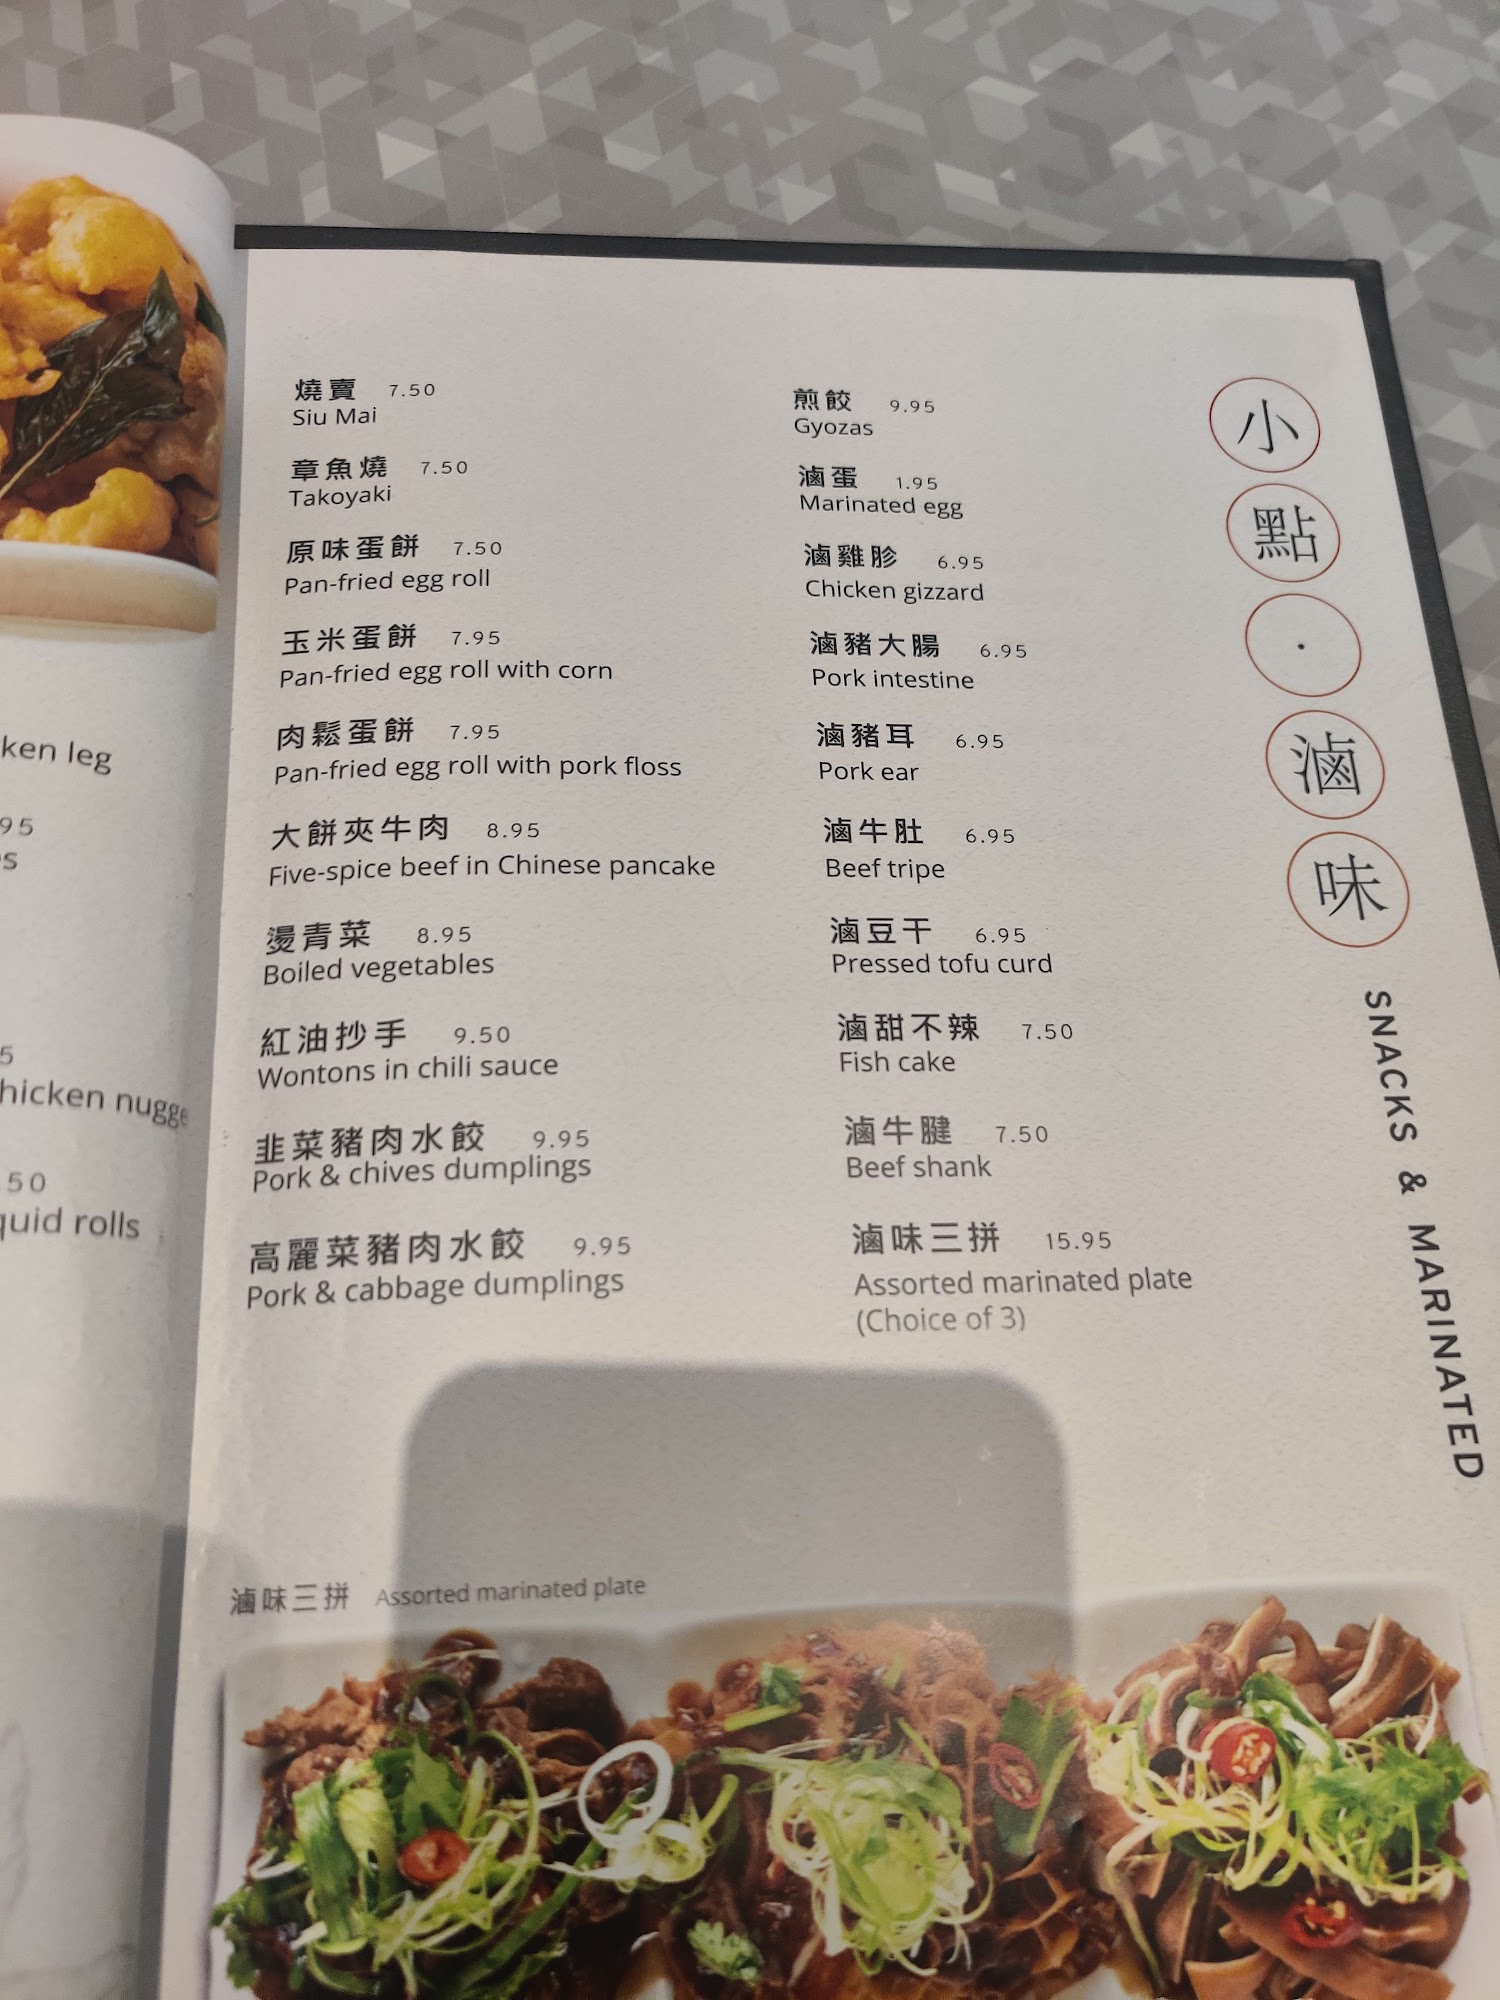 ken leg
95
5
hicken nugge
50
quid rolls
燒賣 7.50
Siu Mai
章魚燒 7.50
Takoyaki
原味蛋餅 7.50
Pan-fried egg roll
玉米蛋餅 7.95
Pan-fried egg roll with corn
肉鬆蛋餅 7.95
Pan-fried egg roll with pork floss
大餅夾牛肉 8.95
Five-spice beef in Chinese pancake
燙青菜 8.95
Boiled vegetables
紅油抄手 9.50
Wontons in chili sauce
韭菜豬肉水餃 9.95
Pork & chives dumplings
高麗菜豬肉水餃 9.95
Pork & cabbage dumplings
煎餃 9.95
Gyozas
滷蛋 1.95
Marinated egg
滷雞胗 6.95
Chicken gizzard
滷豬大腸 6.95
Pork intestine
滷豬耳 6.95
Pork ear
滷牛肚 6.95
Beef tripe
滷豆干 6.95
Pressed tofu curd
滷甜不辣 7.50
Fish cake
滷牛腱 7.50
Beef shank
滷味三拼 15.95
Assorted marinated plate
(Choice of 3)
小點·滷味
SNACKS & MARINATED
滷味三拼 Assorted marinated plate